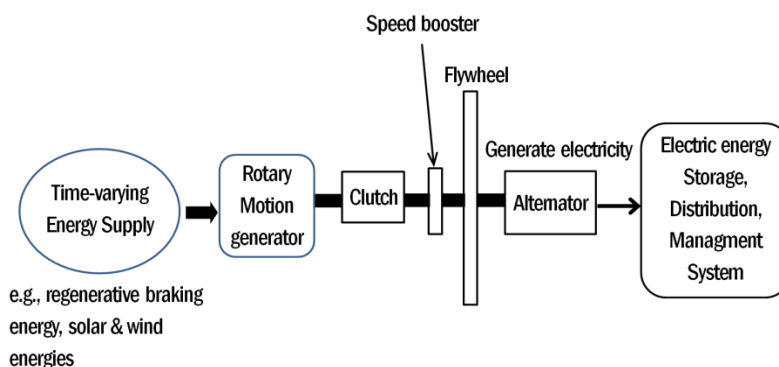 Speed booster
Flywheel
Generate electricity
Time-varying
Energy Supply
Rotary
Motion
generator
Clutch
Alternator
Electric energy
Storage,
Distribution,
Managment
System
e.g., regenerative braking
energy, solar & wind
energies